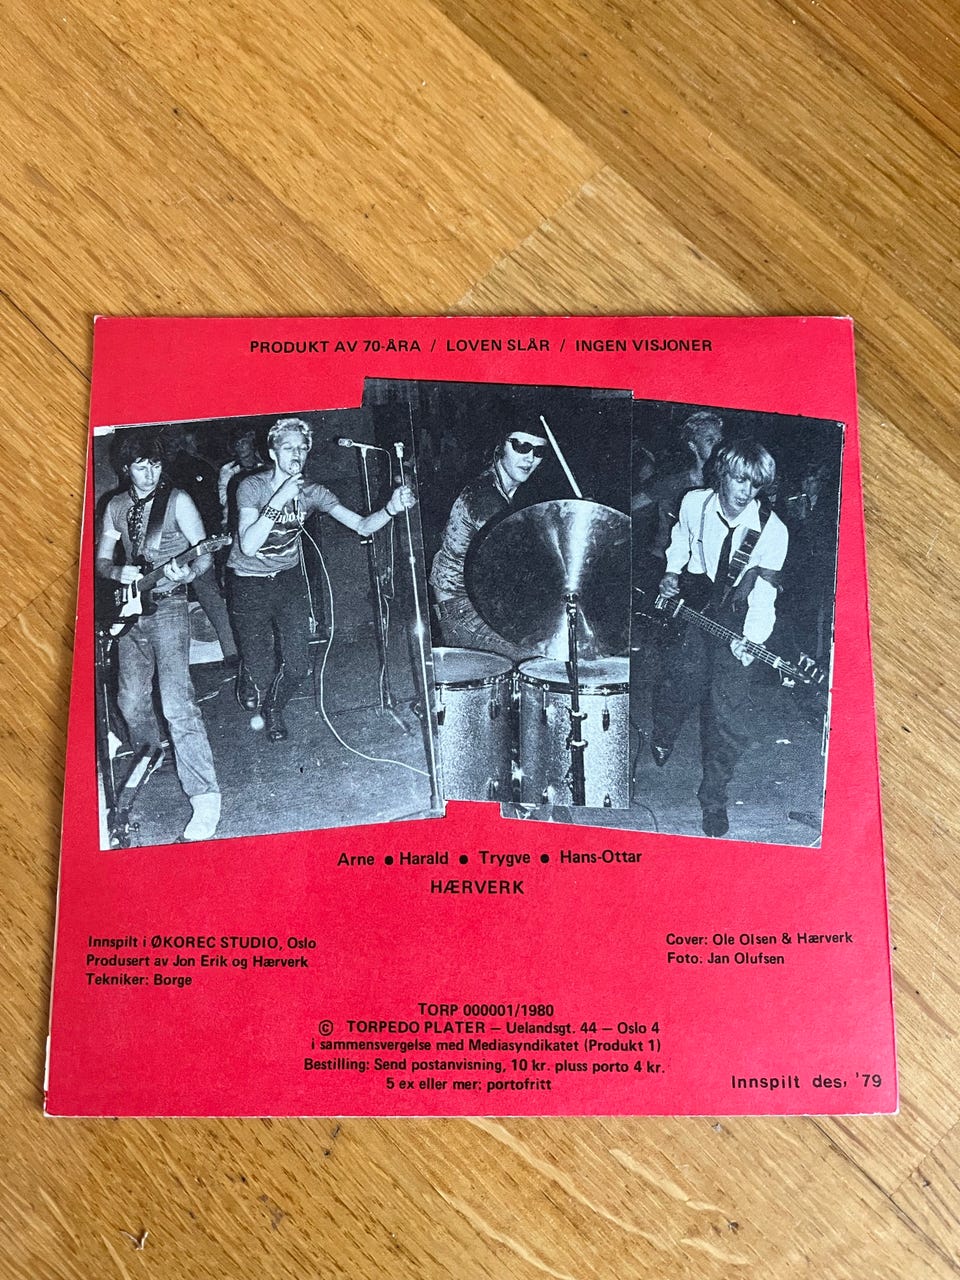 PRODUKT AV 70-ÅRA / LOVEN SLÅR / INGEN VISJONER
Arne ● Harald ● Trygve ● Hans-Ottar
HÆRVERK
Innspilt i ØKOREC STUDIO, Oslo
Produsert av Jon Erik og Hærverk
Tekniker: Borge
Cover: Ole Olsen & Hærverk
Foto: Jan Olufsen
TORP 000001/1980
© TORPEDO PLATER – Uelandsgt. 44 – Oslo 4
i sammensvergelse med Mediasyndikatet (Produkt 1)
Bestilling: Send postanvisning, 10 kr. pluss porto 4 kr.
5 ex eller mer: portofritt
Innspilt des, '79